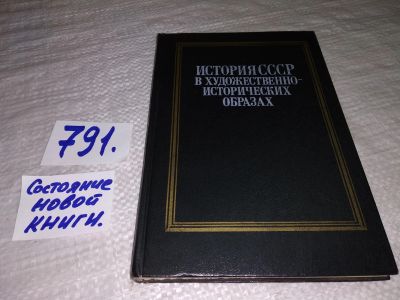 ИСТОРИЯ СССР
В ХУДОЖЕСТВЕННО-
ИСТОРИЧЕСКИХ
ОБРАЗАХ
791.
Состояние
новой
книги.